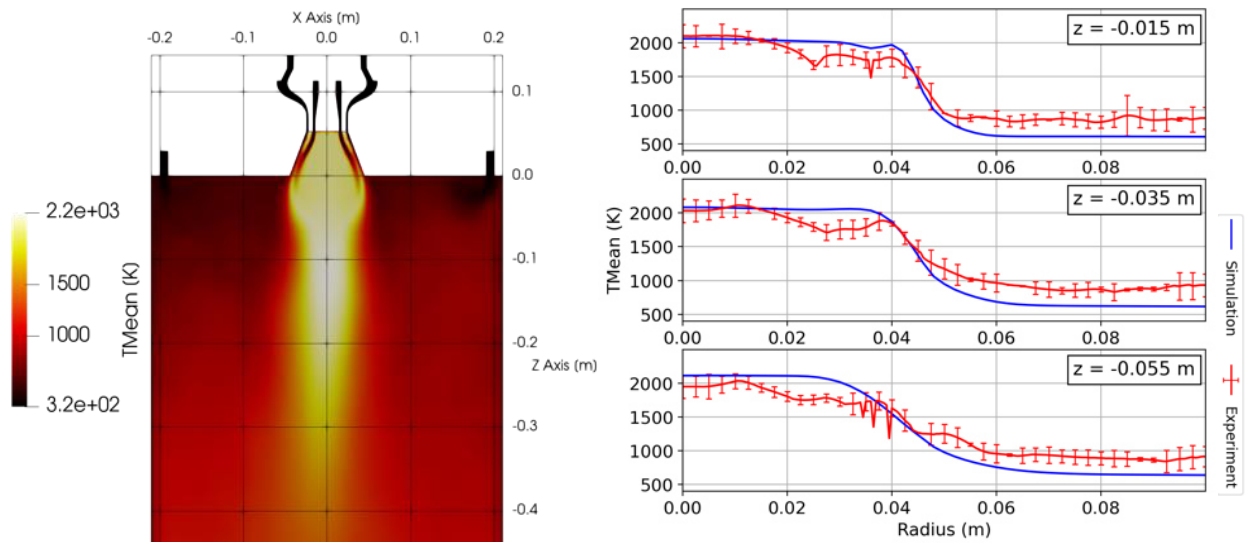 X Axis (m)
-0.1 0.0 0.1 0.2
0.1
0.0
-0.1
-0.2
Z Axis (m)
-0.3
-0.4
TMean (K)
2.2e+03
1500
1000
3.2e+02
z = -0.015 m
2000
1500
1000
500
0.00 0.02 0.04 0.06 0.08
z = -0.035 m
TMean (K)
2000
1500
1000
500
0.00 0.02 0.04 0.06 0.08
z = -0.055 m
2000
1500
1000
500
0.00 0.02 0.04 0.06 0.08
Radius (m)
Simulation
Experiment